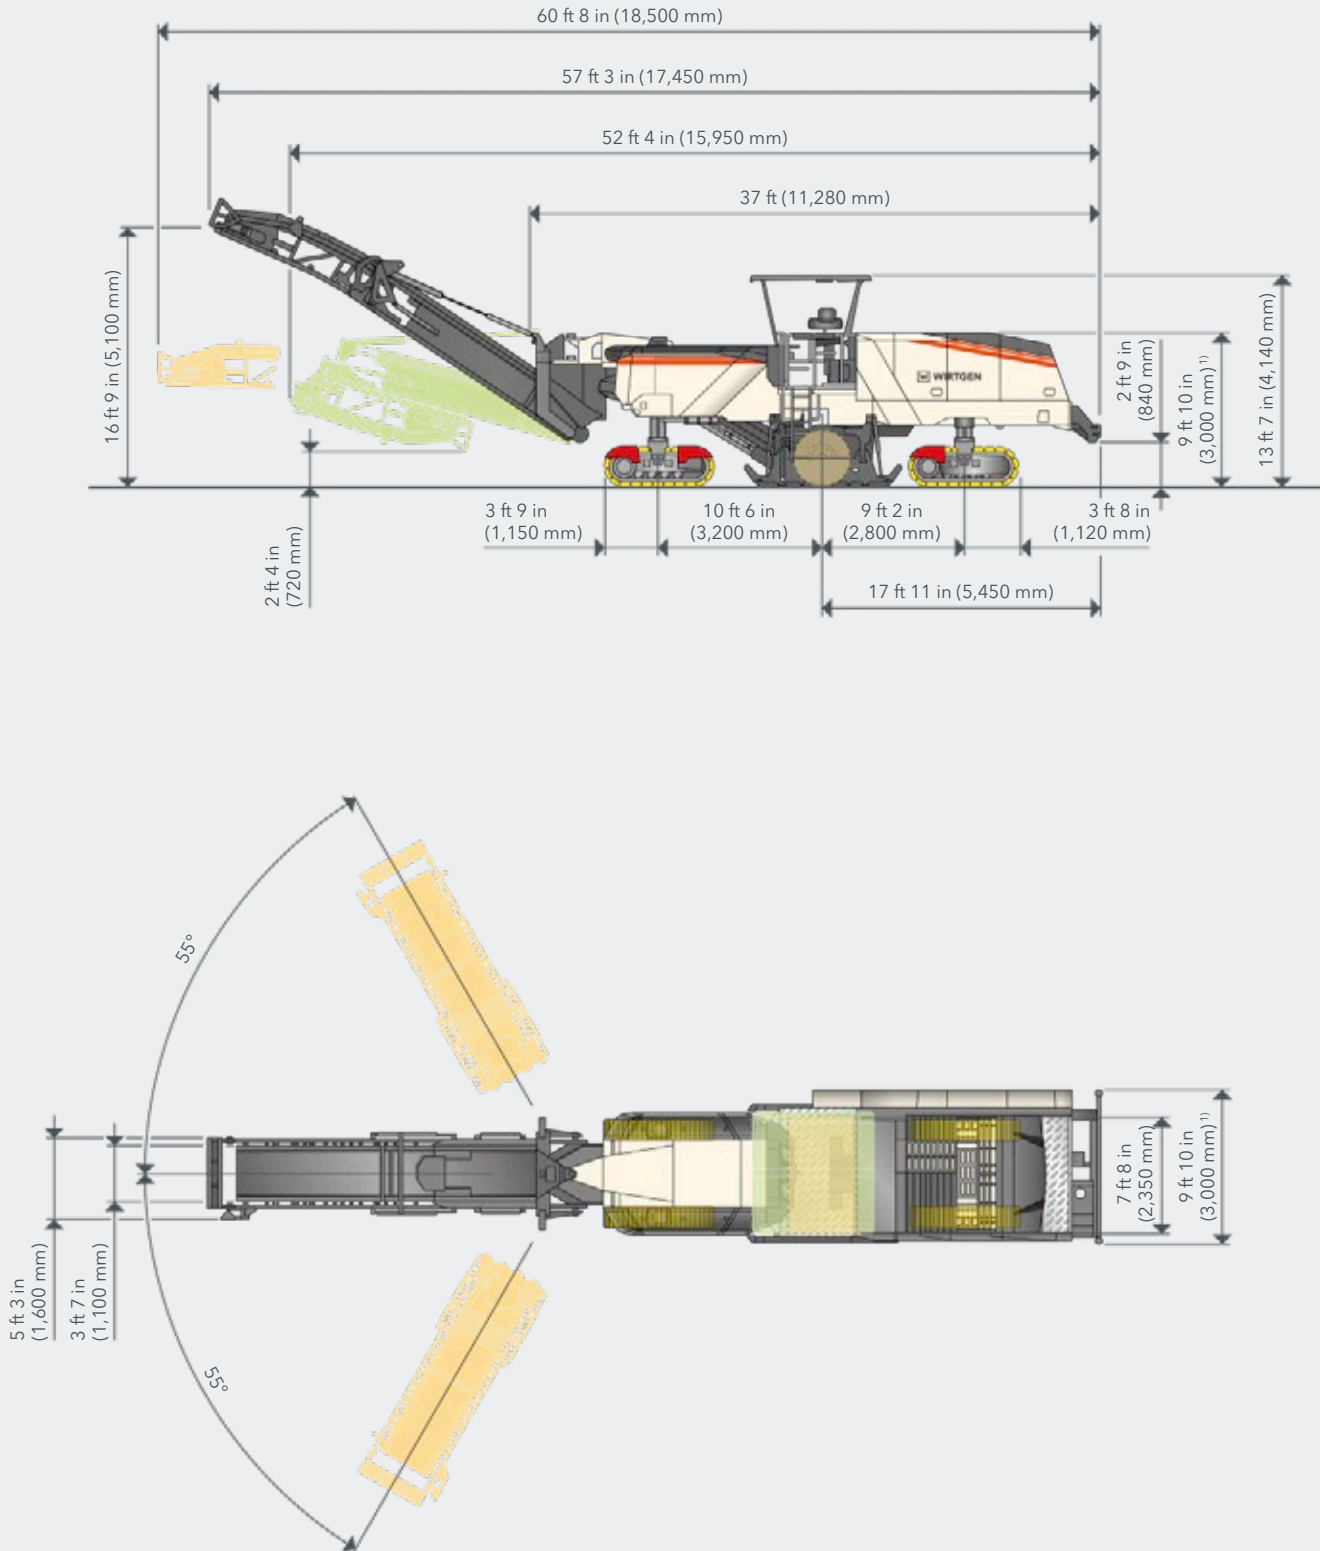 60 ft 8 in (18,500 mm)
57 ft 3 in (17,450 mm)
52 ft 4 in (15,950 mm)
37 ft (11,280 mm)
16 ft 9 in (5,100 mm)
2 ft 9 in
(840 mm)
9 ft 10 in
(3,000 mm)¹⁾
13 ft 7 in (4,140 mm)
WIRTGEN
2 ft 4 in
(720 mm)
3 ft 9 in
(1,150 mm)
10 ft 6 in
(3,200 mm)
9 ft 2 in
(2,800 mm)
3 ft 8 in
(1,120 mm)
17 ft 11 in (5,450 mm)
55°
5 ft 3 in
(1,600 mm)
3 ft 7 in
(1,100 mm)
7 ft 8 in
(2,350 mm)
9 ft 10 in
(3,000 mm)¹⁾
55°